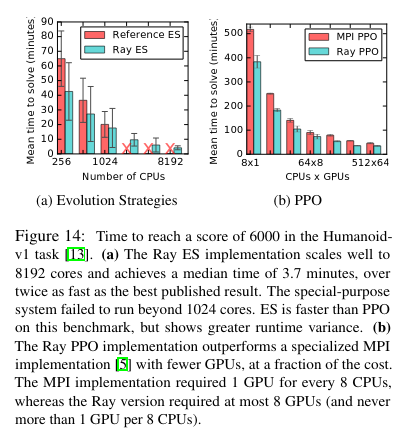 Mean time to solve (minutes)
90
80
70
60
50
40
30
20
10
0
Reference ES
Ray ES
256
1024
8192
Number of CPUs
(a) Evolution Strategies
Mean time to solve (minutes)
500
400
300
200
100
0
MPI PPO
Ray PPO
8x1
64x8
512x64
CPUs x GPUs
(b) PPO
Figure 14: Time to reach a score of 6000 in the Humanoid-
v1 task [13]. (a) The Ray ES implementation scales well to
8192 cores and achieves a median time of 3.7 minutes, over
twice as fast as the best published result. The special-purpose
system failed to run beyond 1024 cores. ES is faster than PPO
on this benchmark, but shows greater runtime variance. (b)
The Ray PPO implementation outperforms a specialized MPI
implementation [5] with fewer GPUs, at a fraction of the cost.
The MPI implementation required 1 GPU for every 8 CPUs,
whereas the Ray version required at most 8 GPUs (and never
more than 1 GPU per 8 CPUs).